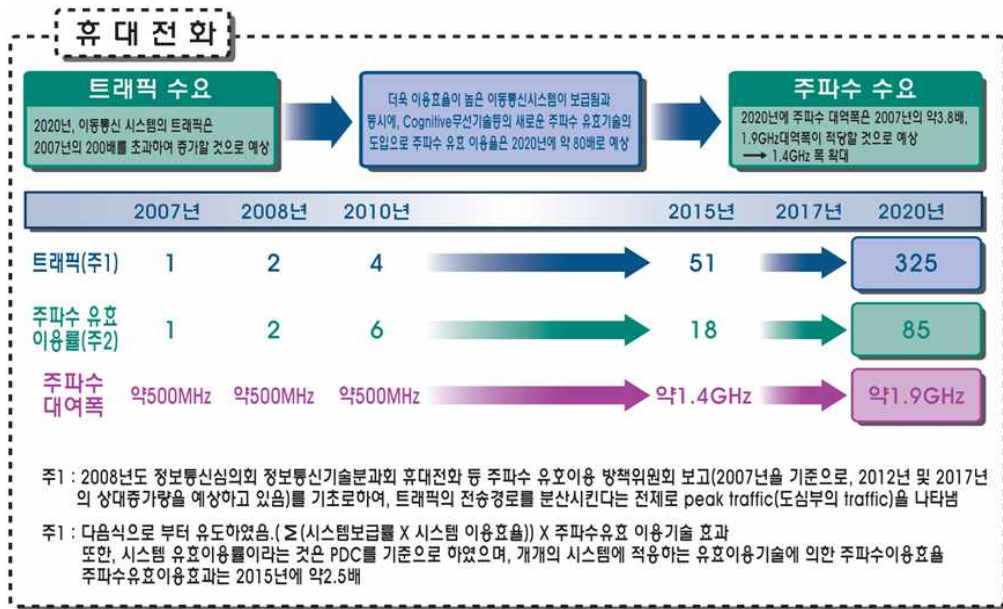 휴대전화
트래픽 수요
2020년, 이동통신 시스템의 트래픽은
2007년의 200배를 초과하여 증가할 것으로 예상
더욱 이용효율이 높은 이동통신시스템이 보급됨과
동시에, Cognitive무선기술등의 새로운 주파수 유효기술의
도입으로 주파수 유효 이용율은 2020년에 약 80배로 예상
주파수 수요
2020년에 주파수 대역폭은 2007년의 약3.8배,
1.9GHz대역폭이 적당할 것으로 예상
→ 1.4GHz 폭 확대
2007년 2008년 2010년 2015년 2017년 2020년
트래픽(주1) 1 2 4 51 325
주파수 유효
이용률(주2) 1 2 6 18 85
주파수
대여폭 약500MHz 약500MHz 약500MHz 약1.4GHz 약1.9GHz
주1 : 2008년도 정보통신심의회 정보통신기술분과회 휴대전화 등 주파수 유효이용 방책위원회 보고(2007년을 기준으로, 2012년 및 2017년
의 상대증가량을 예상하고 있음)를 기초로하여, 트래픽의 전송경로를 분산시킨다는 전제로 peak traffic(도심부의 traffic)을 나타냄
주1 : 다음식으로 부터 유도하였음.( Σ(시스템보급률 X 시스템 이용효율)) X 주파수유효 이용기술 효과
또한, 시스템 유효이용률이라는 것은 PDC를 기준으로 하였으며, 개개의 시스템에 적응하는 유효이용기술에 의한 주파수이용효율
주파수유효이용효과는 2015년에 약2.5배